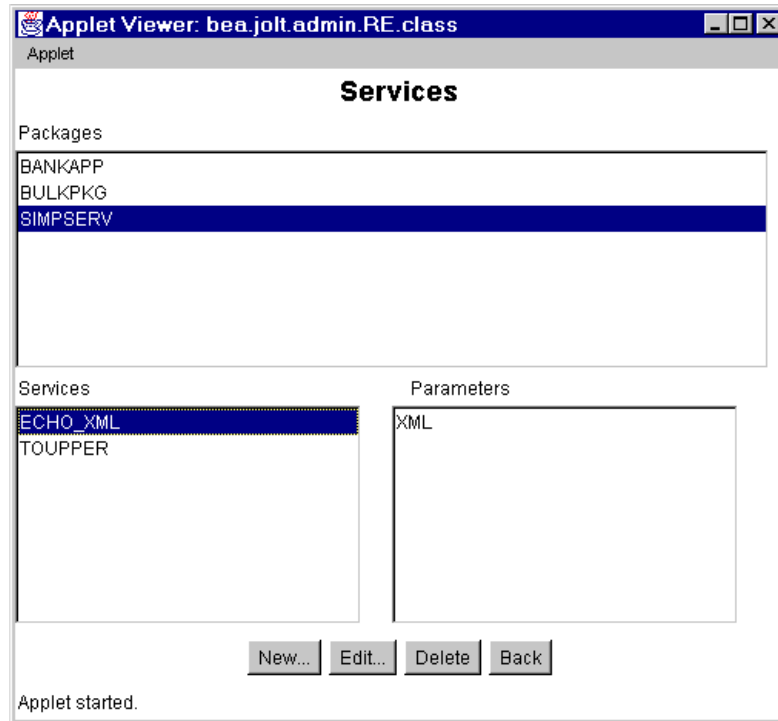 Applet Viewer: bea.jolt.admin.RE.class
Applet
Services
Packages
BANKAPP
BULKPKG
SIMPSERV
Services Parameters
ECHO_XML XML
TOUPPER
New... Edit... Delete Back
Applet started.